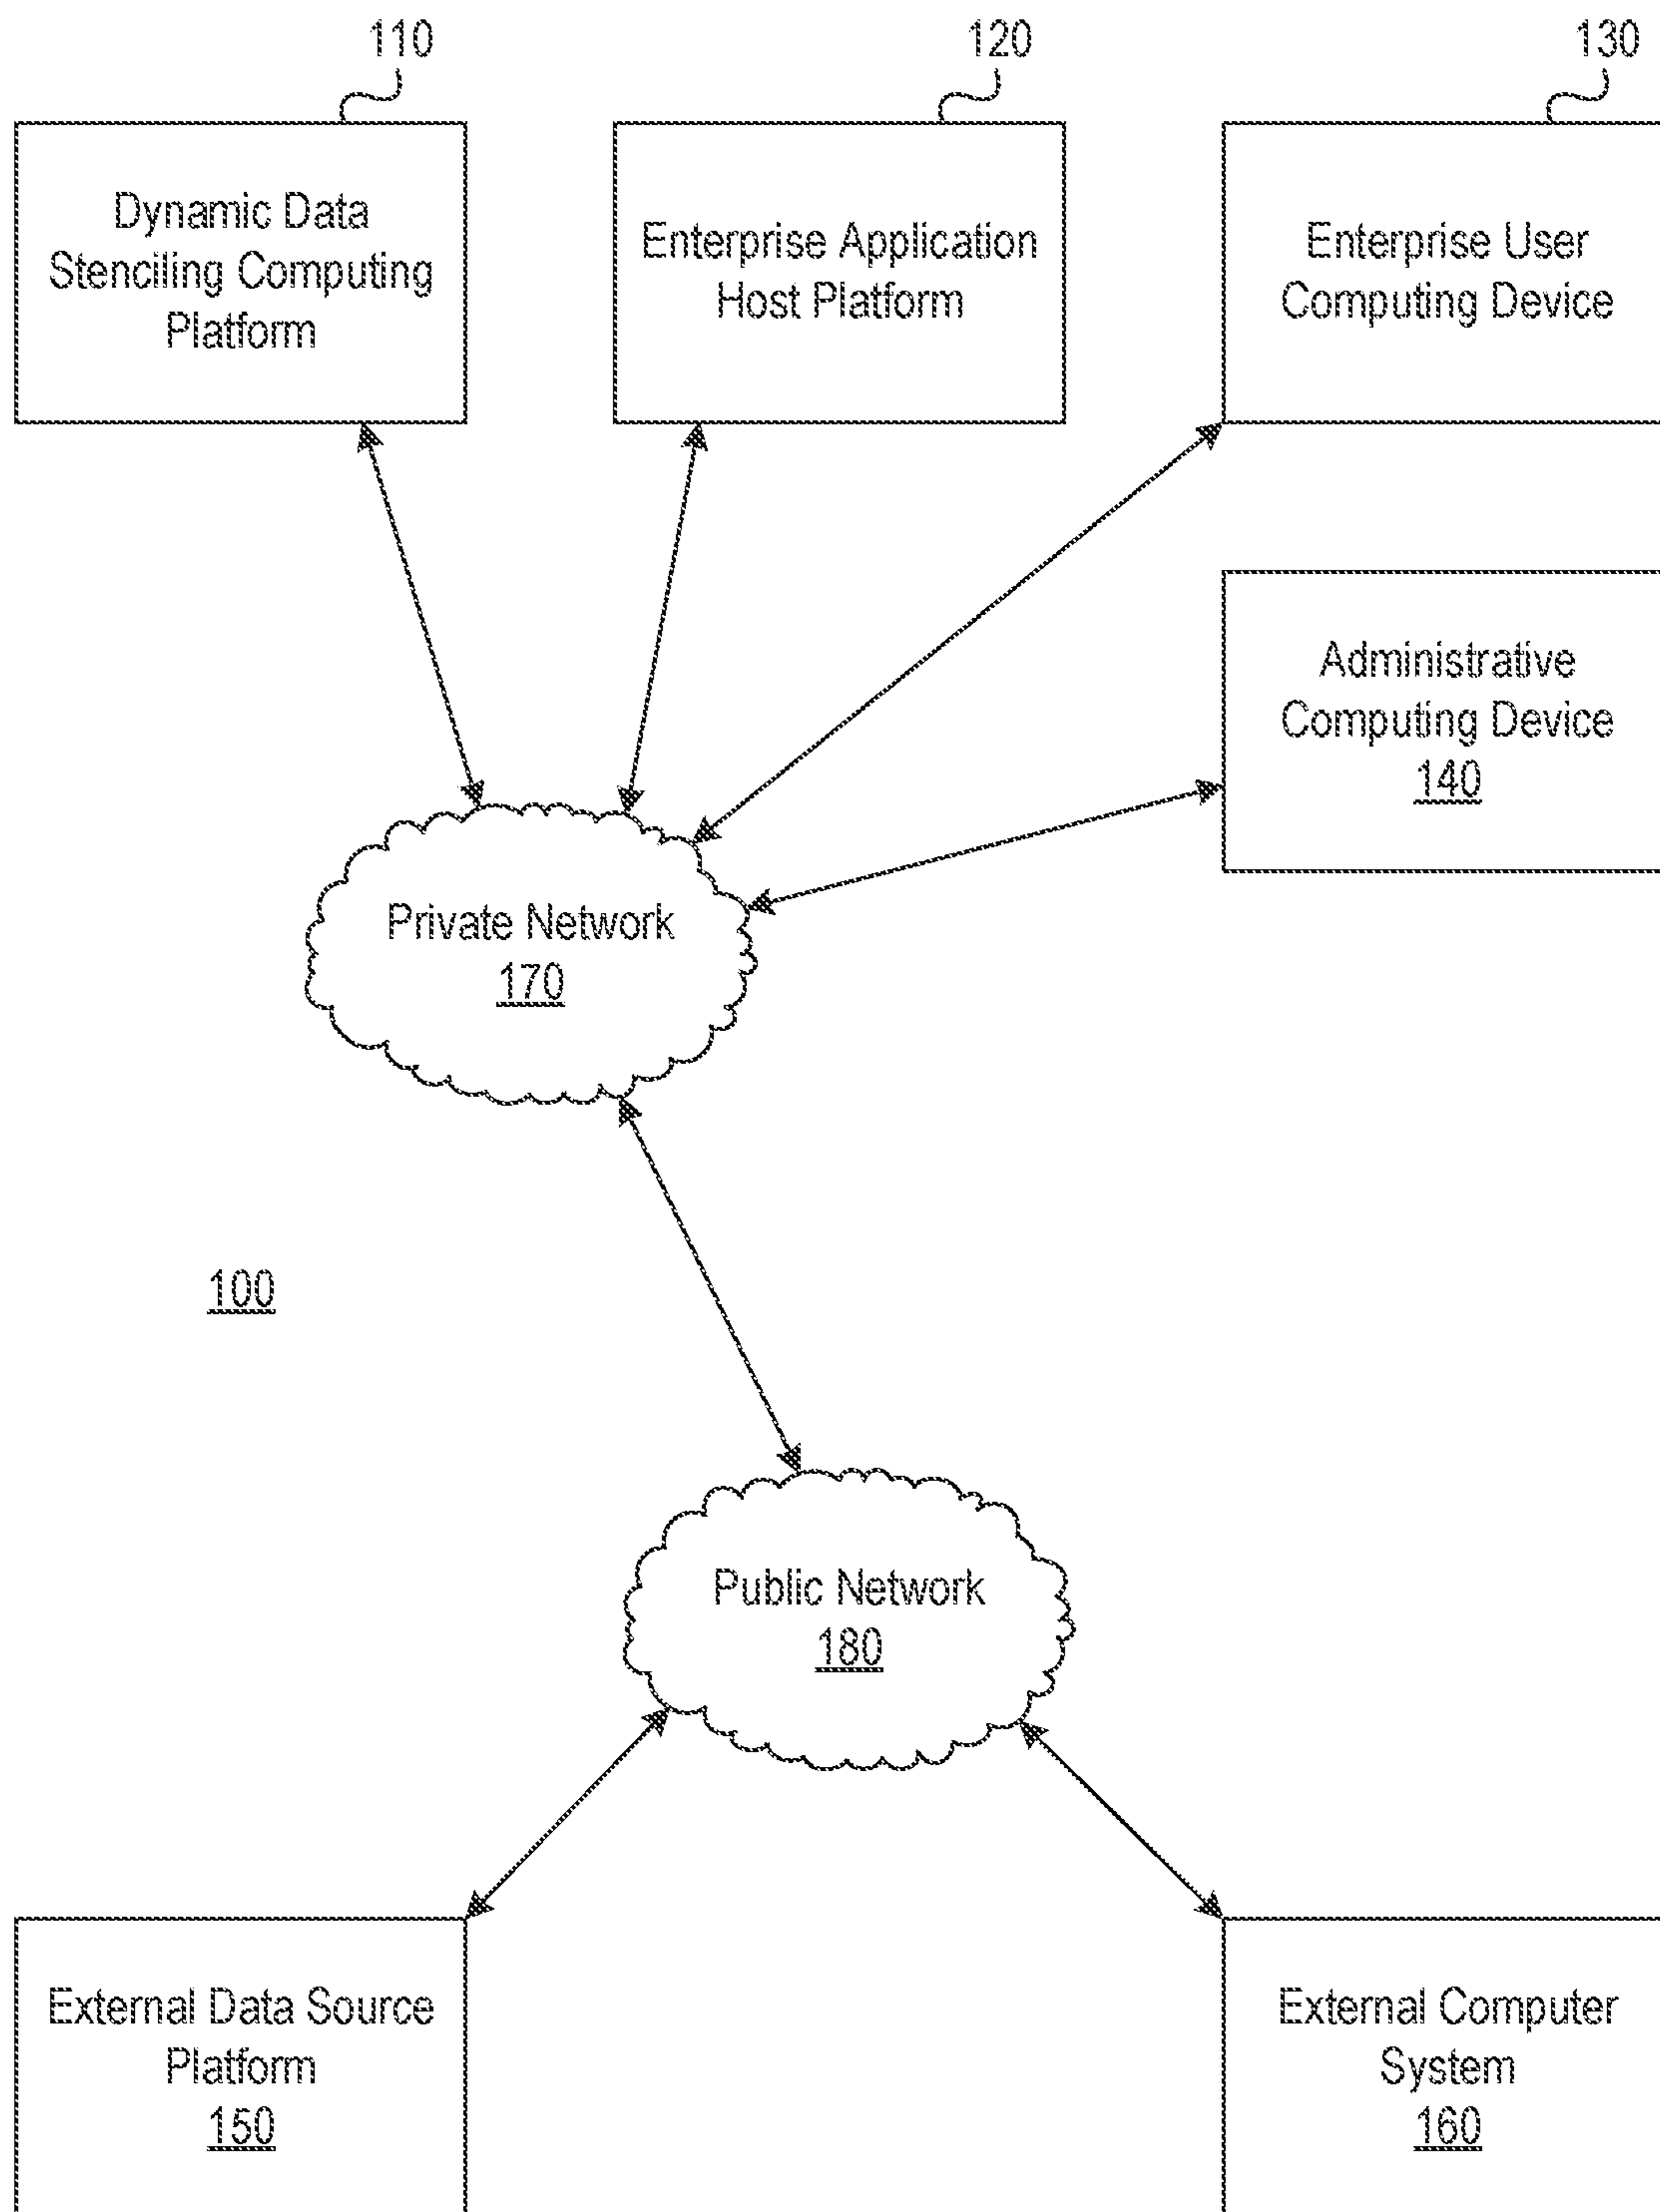 110
120
130
Dynamic Data
Stenciling Computing
Platform
Enterprise Application
Host Platform
Enterprise User
Computing Device
Administrative
Computing Device
140
Private Network
170
100
Public Network
180
External Data Source
Platform
150
External Computer
System
160